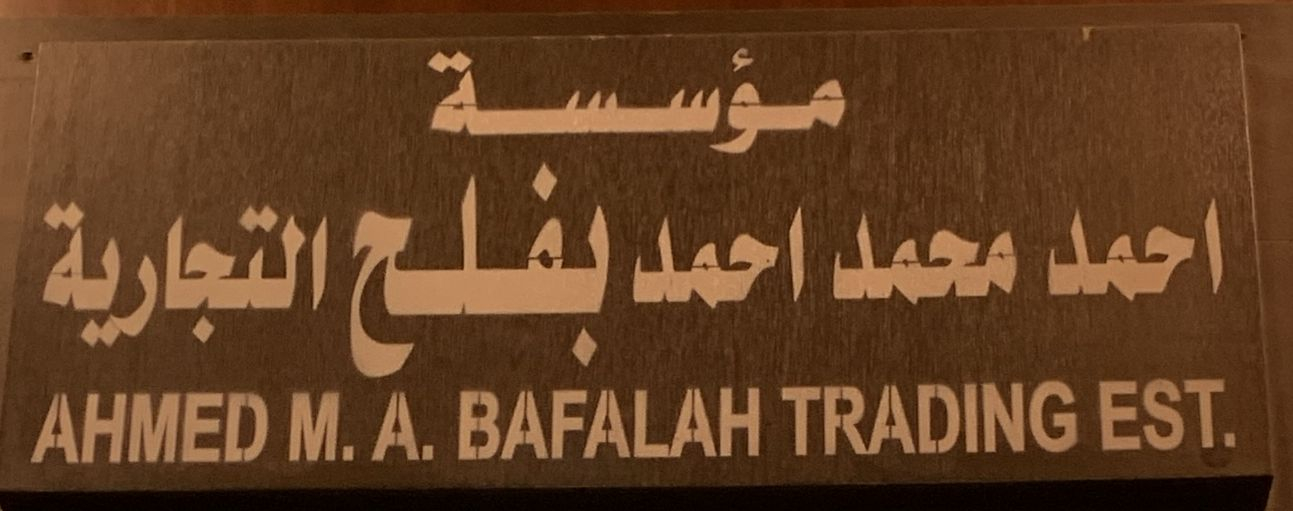 مؤسسة
احمد محمد احمد بفلح التجارية
AHMED M. A. BAFALAH TRADING EST.